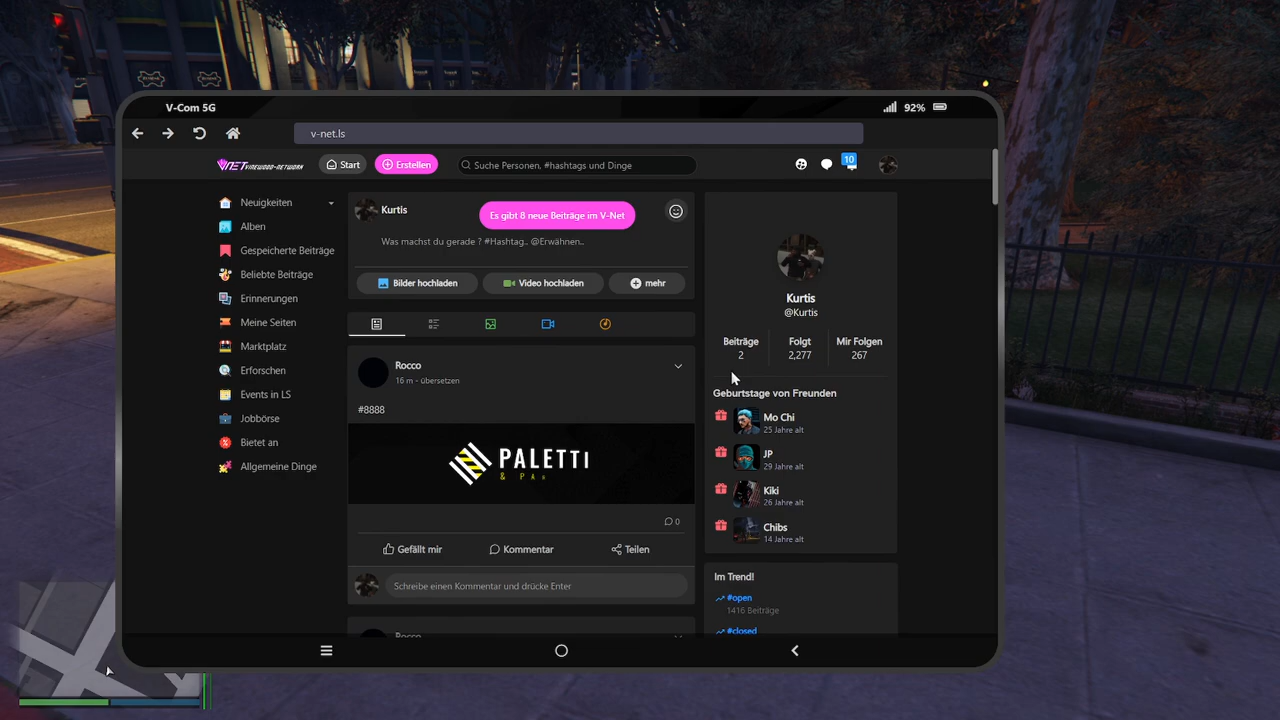 V-Com 5G
92%
v-net.ls
VNET VINEWOOD-NETWORK
Start
Erstellen
Suche Personen, #hashtags und Dinge
10
Neuigkeiten
Alben
Gespeicherte Beiträge
Beliebte Beiträge
Erinnerungen
Meine Seiten
Marktplatz
Erforschen
Events in LS
Jobbörse
Bietet an
Allgemeine Dinge
Kurtis
Es gibt 8 neue Beiträge im V-Net
Was machst du gerade ? #Hashtag.. @Erwähnen..
Bilder hochladen
Video hochladen
mehr
Rocco
16 m - übersetzen
#8888
PALETTI
0
Gefällt mir
Kommentar
Teilen
Schreibe einen Kommentar und drücke Enter
Rocco
Kurtis
@Kurtis
Beiträge
2
Folgt
2,277
Mir Folgen
267
Geburtstage von Freunden
Mo Chi
25 Jahre alt
JP
29 Jahre alt
Kiki
26 Jahre alt
Chibs
14 Jahre alt
Im Trend!
#open
1416 Beiträge
#closed